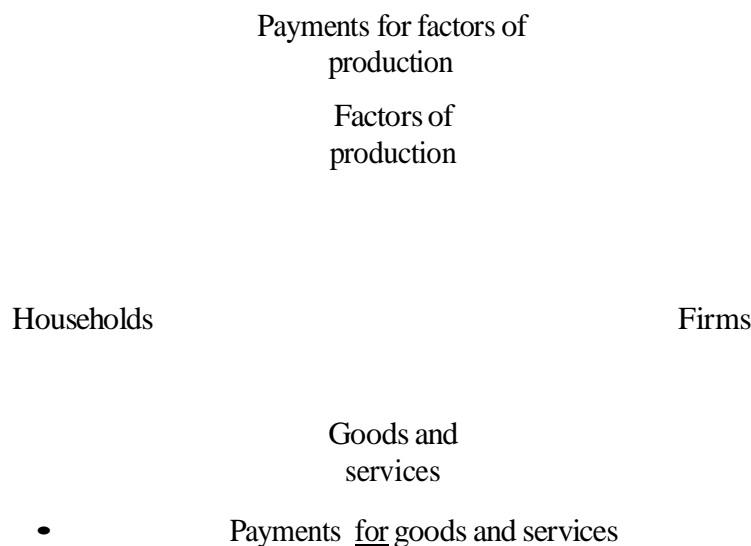 Payments for factors of
production
Factors of
production
Households
Firms
Goods and
services
• Payments for goods and services